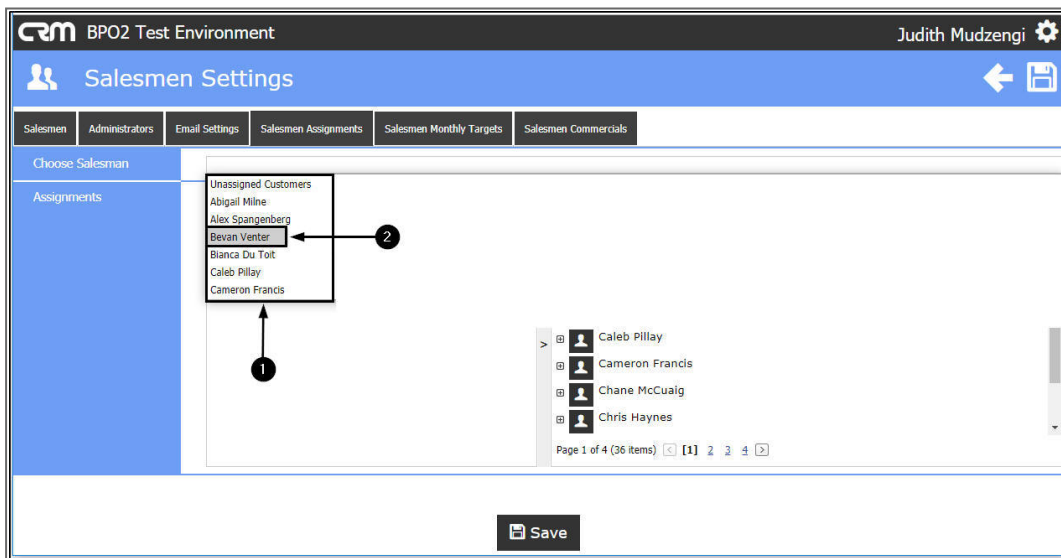 CRM BPO2 Test Environment Judith Mudzengi
Salesmen Settings
Salesmen Administrators Email Settings Salesmen Assignments Salesmen Monthly Targets Salesmen Commercials
Choose Salesman
Assignments
Unassigned Customers
Abigail Milne
Alex Spangenberg
Bevan Venter
2
Bianca Du Toit
Caleb Pillay
Cameron Francis
1
>
Caleb Pillay
Cameron Francis
Chane McCuaig
Chris Haynes
Page 1 of 4 (36 items) < [1] 2 3 4 >
Save